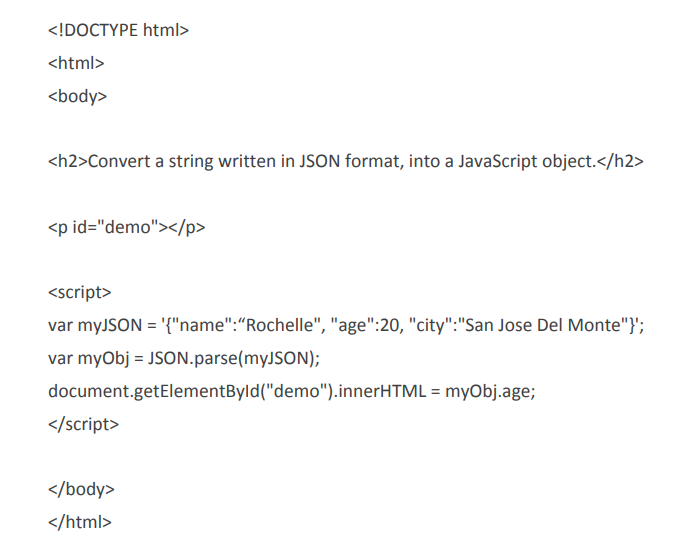 <!DOCTYPE html>
<html>
<body>
<h2>Convert a string written in JSON format, into a JavaScript object.</h2>
<p id="demo"></p>
<script>
var myJSON = '{"name":“Rochelle", "age":20, "city":"San Jose Del Monte"}';
var myObj = JSON.parse(myJSON);
document.getElementById("demo").innerHTML = myObj.age;
</script>
</body>
</html>